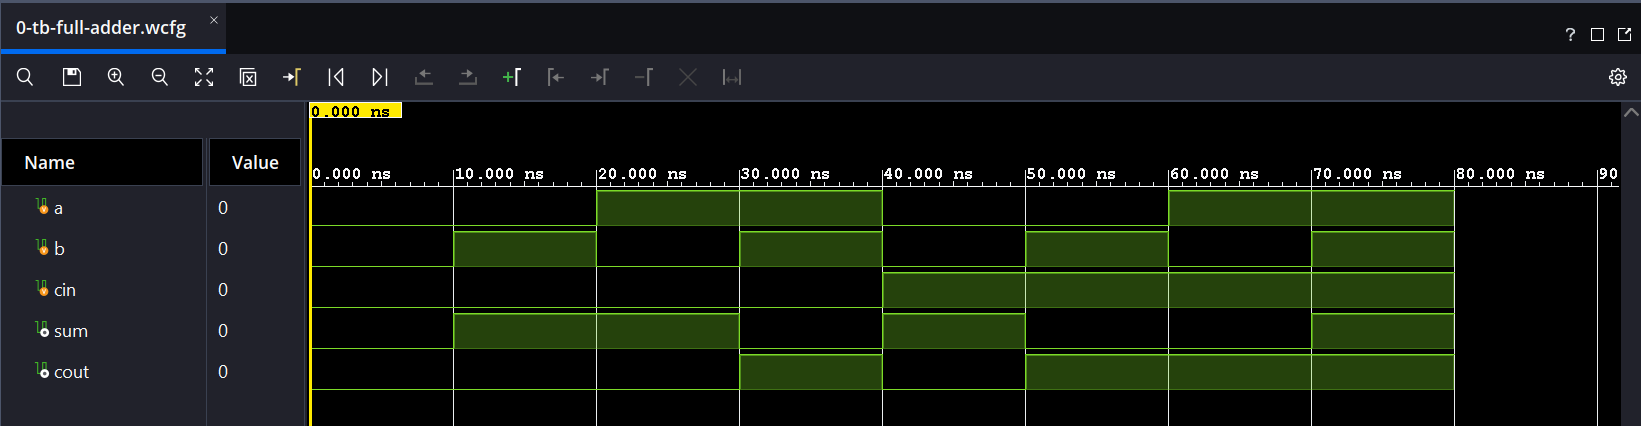 0-tb-full-adder.wcfg ×
?
0.000 ns
Name Value
0.000 ns 10.000 ns 20.000 ns 30.000 ns 40.000 ns 50.000 ns 60.000 ns 70.000 ns 80.000 ns 90
a 0
b 0
cin 0
sum 0
cout 0